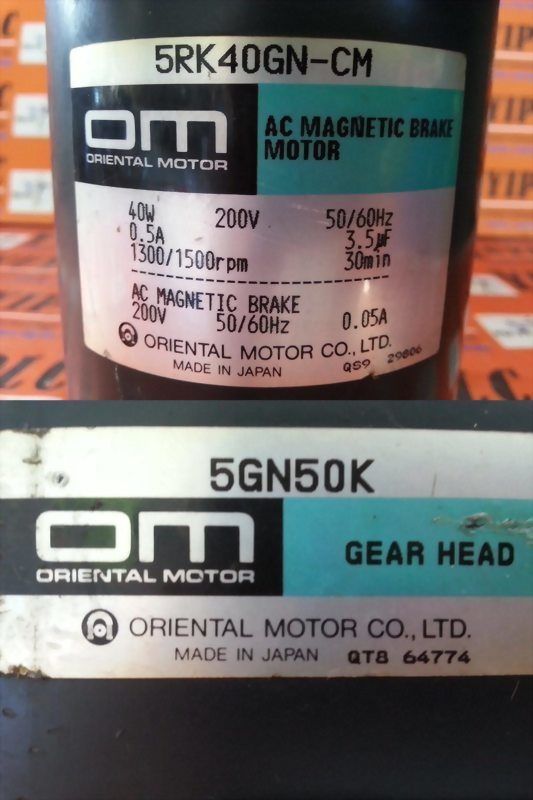 5RK40GN-CM
OM
ORIENTAL MOTOR
AC MAGNETIC BRAKE
MOTOR
40W 200V 50/60Hz
0.5A 3.5µF
1300/1500rpm 30min
AC MAGNETIC BRAKE
200V 50/60Hz 0.05A
ORIENTAL MOTOR CO., LTD.
MADE IN JAPAN QS9 29806
5GN50K
OM
ORIENTAL MOTOR
GEAR HEAD
ORIENTAL MOTOR CO., LTD.
MADE IN JAPAN QT8 64774